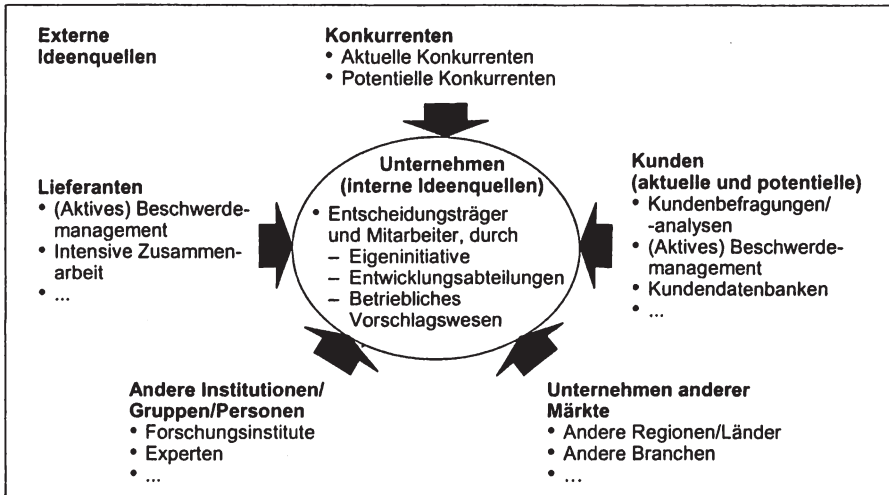 Externe
Ideenquellen
Konkurrenten
• Aktuelle Konkurrenten
• Potentielle Konkurrenten
Lieferanten
• (Aktives) Beschwerde-
management
• Intensive Zusammen-
arbeit
• ...
Unternehmen
(interne Ideenquellen)
• Entscheidungsträger
und Mitarbeiter, durch
– Eigeninitiative
– Entwicklungsabteilungen
– Betriebliches
Vorschlagswesen
Kunden
(aktuelle und potentielle)
• Kundenbefragungen/
-analysen
• (Aktives) Beschwerde-
management
• Kundendatenbanken
• ...
Andere Institutionen/
Gruppen/Personen
• Forschungsinstitute
• Experten
• ...
Unternehmen anderer
Märkte
• Andere Regionen/Länder
• Andere Branchen
• ...